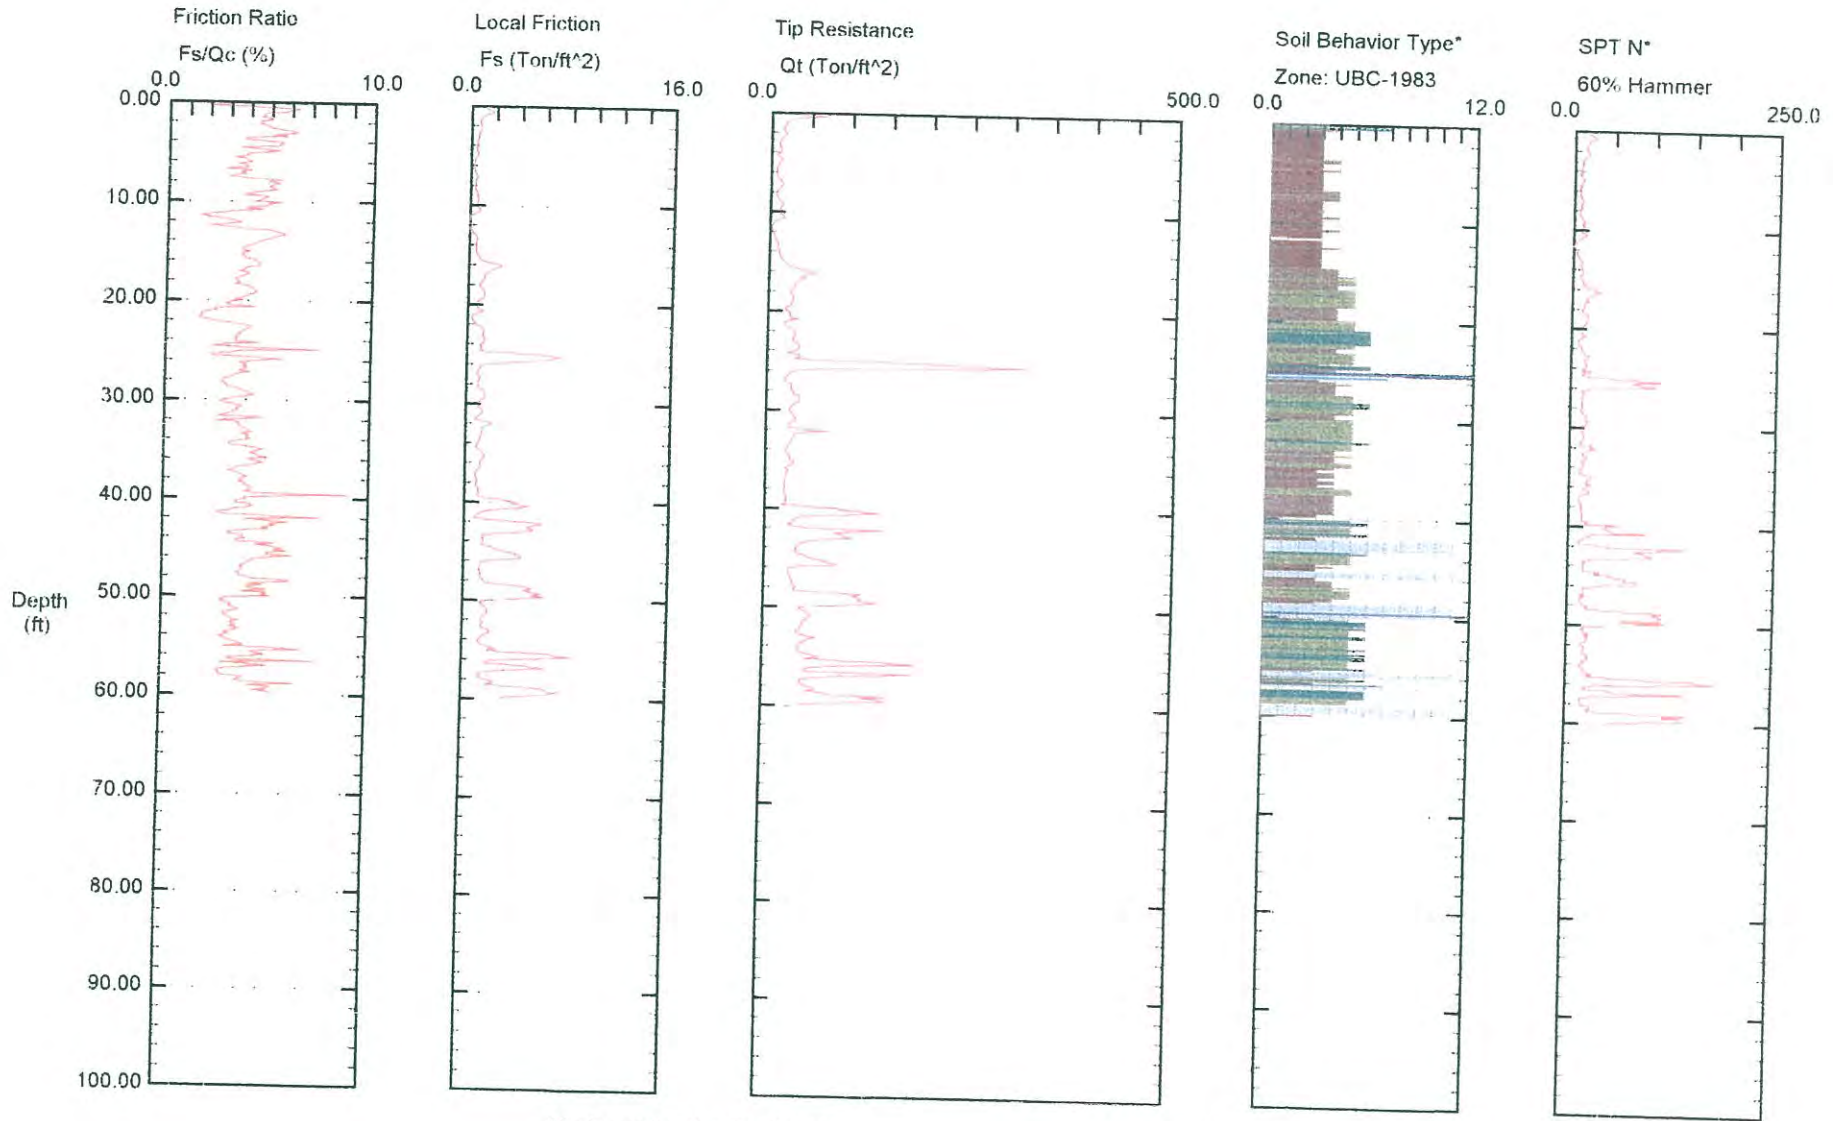 Friction Ratio
Fs/Qc (%)
0.0 10.0
Local Friction
Fs (Ton/ft^2)
0.0 16.0
Tip Resistance
Qt (Ton/ft^2)
0.0 500.0
Soil Behavior Type*
Zone: UBC-1983
0.0 12.0
SPT N*
60% Hammer
0.0 250.0
0.00
10.00
20.00
30.00
40.00
50.00
Depth
(ft)
60.00
70.00
80.00
90.00
100.00